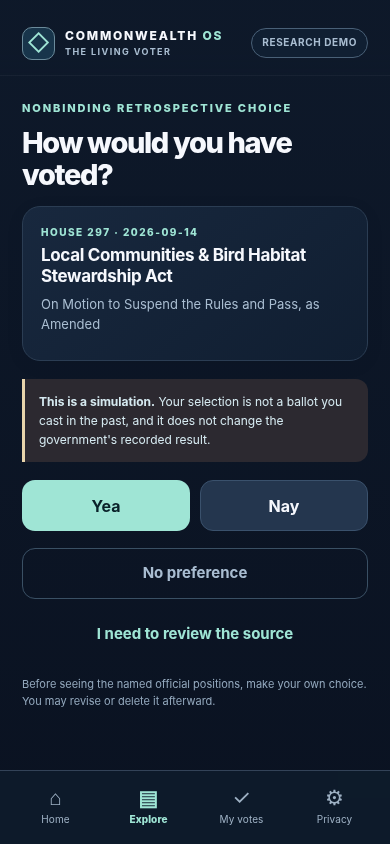 COMMONWEALTH OS
THE LIVING VOTER
RESEARCH DEMO
NONBINDING RETROSPECTIVE CHOICE
How would you have
voted?
HOUSE 297 · 2026-09-14
Local Communities & Bird Habitat
Stewardship Act
On Motion to Suspend the Rules and Pass, as
Amended
This is a simulation. Your selection is not a ballot you
cast in the past, and it does not change the
government's recorded result.
Yea
Nay
No preference
I need to review the source
Before seeing the named official positions, make your own choice.
You may revise or delete it afterward.
Home
Explore
My votes
Privacy